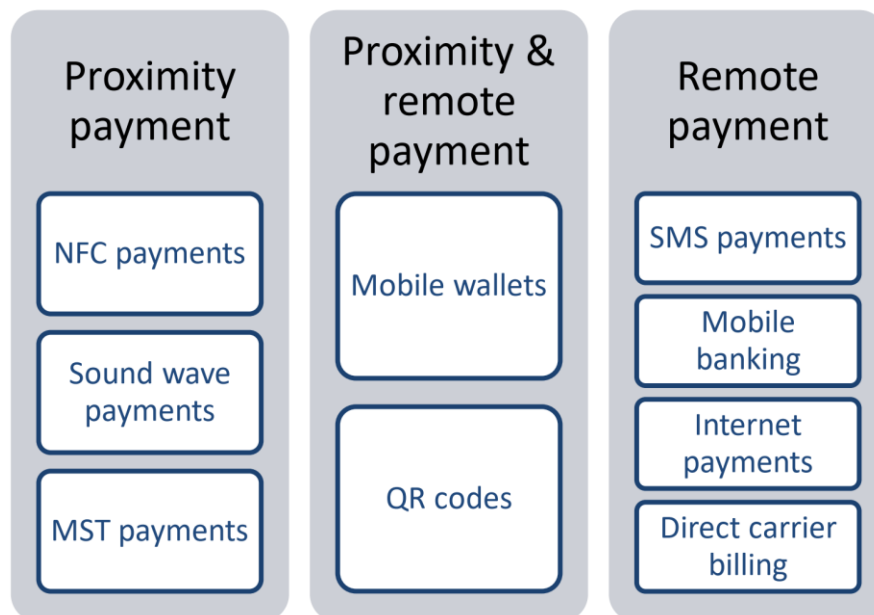 Proximity
payment
NFC payments
Sound wave
payments
MST payments
Proximity &
remote
payment
Mobile wallets
QR codes
Remote
payment
SMS payments
Mobile
banking
Internet
payments
Direct carrier
billing